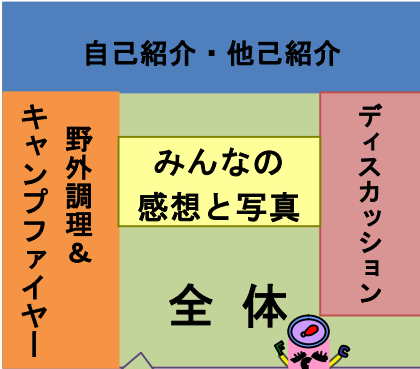 自己紹介・他己紹介
野外調理＆
キャンプファイヤー
みんなの
感想と写真
ディスカッション
全体